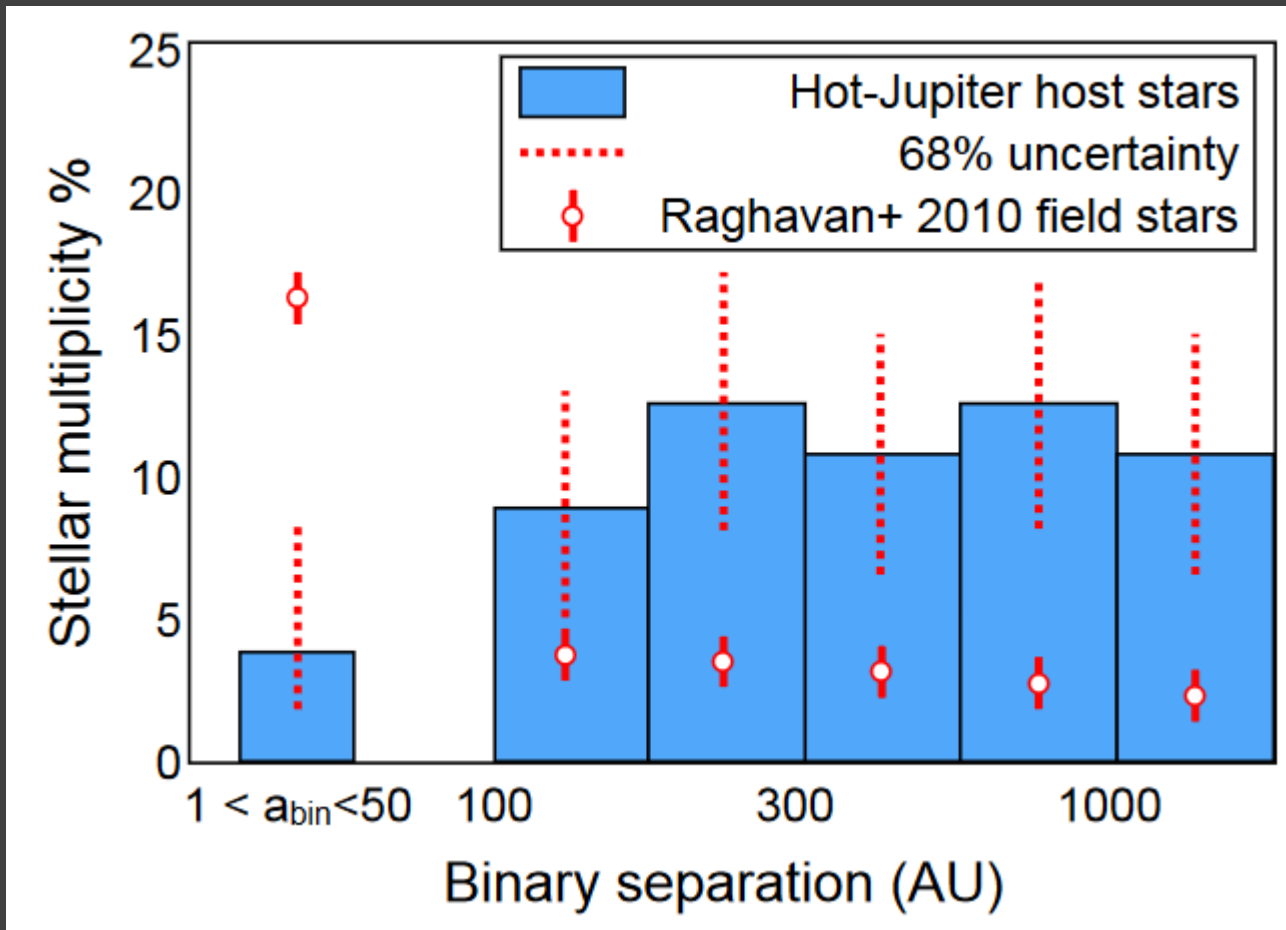 25
20
15
10
5
0
Stellar multiplicity %
Hot-Jupiter host stars
68% uncertainty
Raghavan+ 2010 field stars
1 < abin<50 100 300 1000
Binary separation (AU)